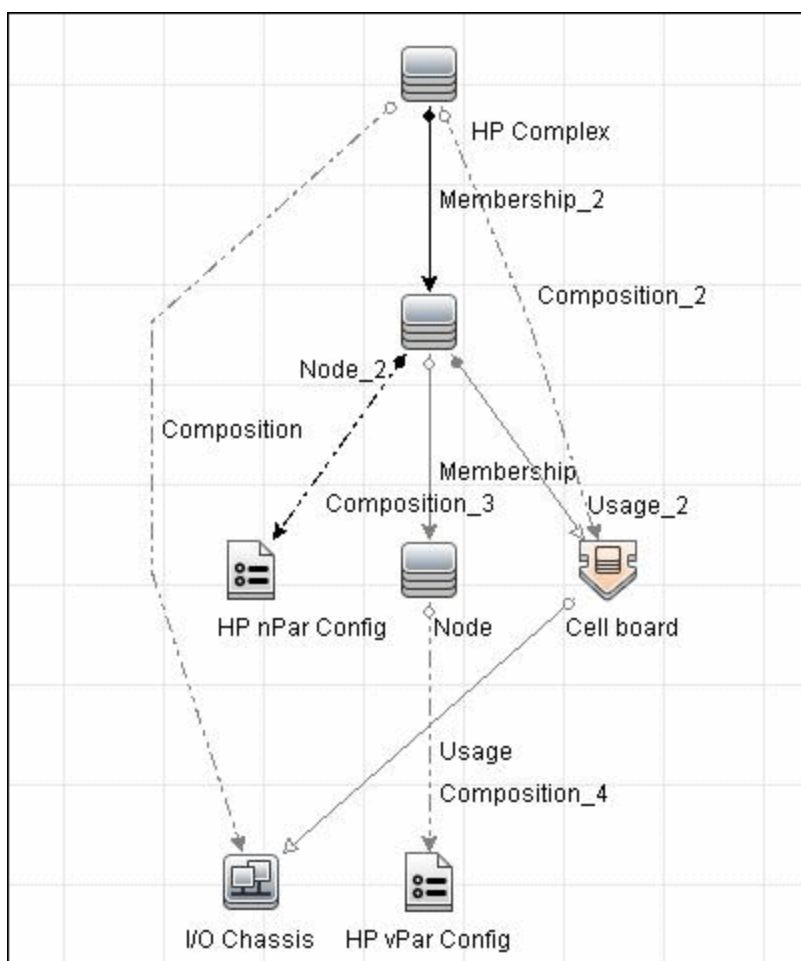 HP Complex
Membership_2
Composition_2
Node_2
Composition
Membership
Composition_3
Usage_2
HP nPar Config
Node
Cell board
Usage
Composition_4
I/O Chassis
HP vPar Config